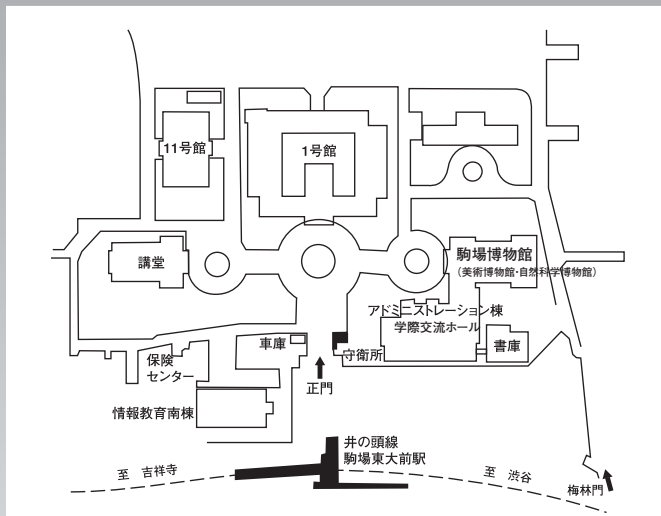 11号館
1号館
講堂
駒場博物館
(美術博物館・自然科学博物館)
アドミニストレーション棟
学際交流ホール
車庫
守衛所
書庫
保険
センター
正門
情報教育南棟
井の頭線
駒場東大前駅
至 吉祥寺
至 渋谷
梅林門